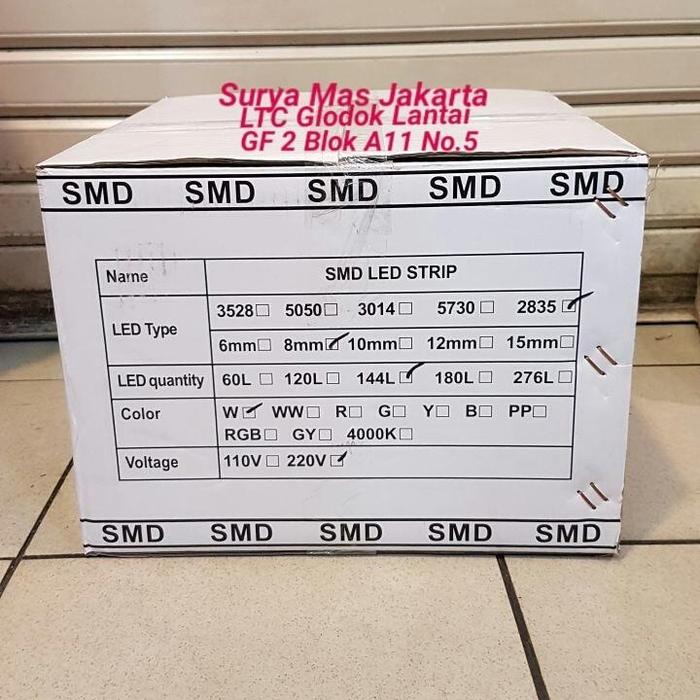 Surya Mas Jakarta
LTC Glodok Lantai
GF 2 Blok A11 No.5
SMD SMD SMD SMD SMD
Name SMD LED STRIP
LED Type 3528☐ 5050☐ 3014☐ 5730☐ 2835☑
6mm☐ 8mm☑ 10mm☐ 12mm☐ 15mm☐
LED quantity 60L☐ 120L☐ 144L☑ 180L☐ 276L☐
Color W☑ WW☐ R☐ G☐ Y☐ B☐ PP☐
RGB☐ GY☐ 4000K☐
Voltage 110V☐ 220V☑
SMD SMD SMD SMD SMD